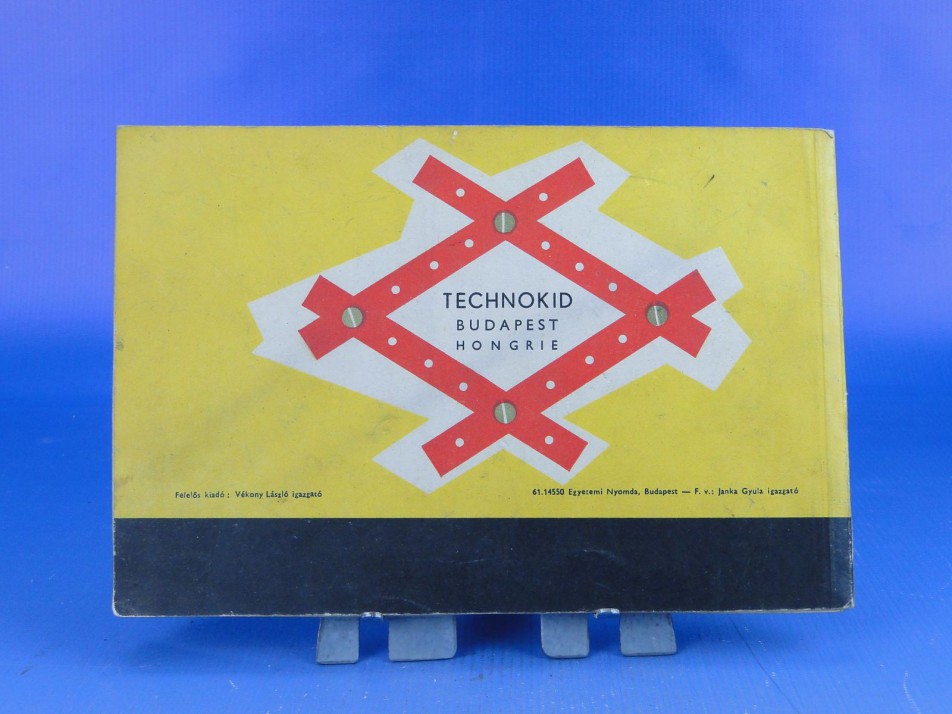 TECHNOKID
BUDAPEST
HONGRIE
Felelős kiadó: Vékony László igazgató
61.14550 Egyetemi Nyomda, Budapest — F. v.: Janka Gyula igazgató